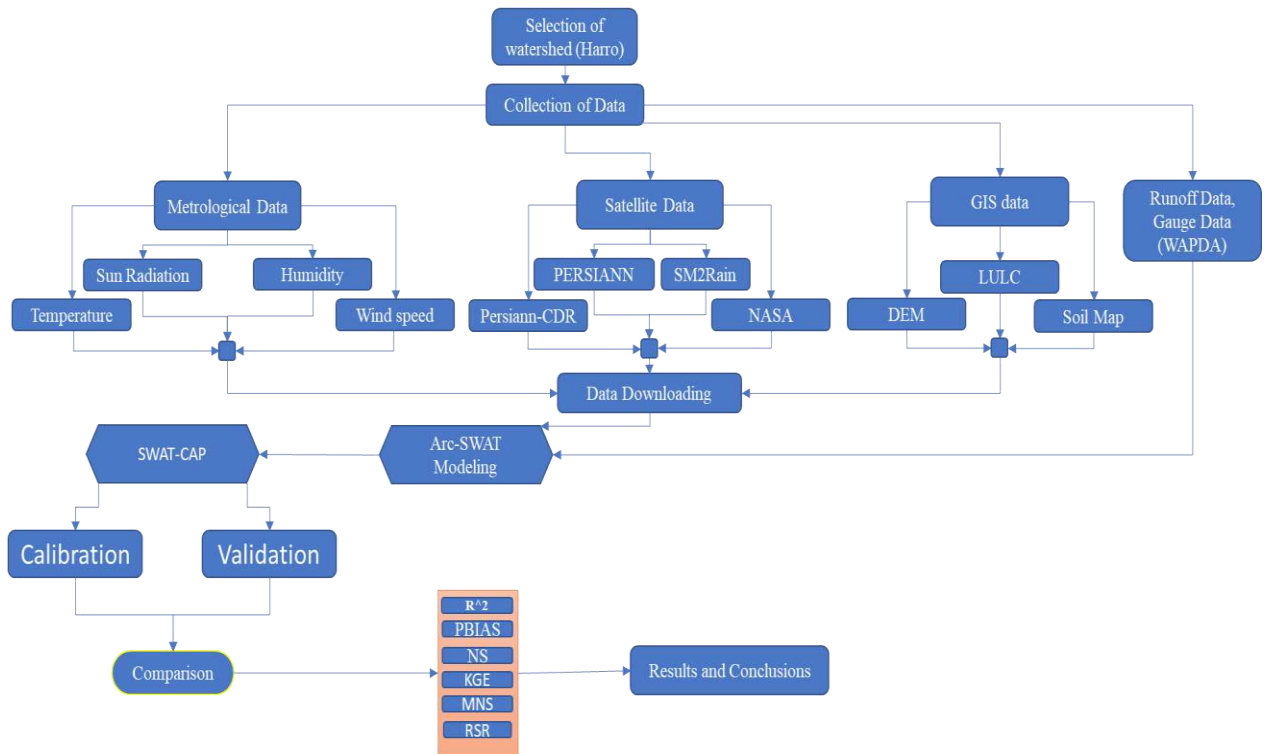 Selection of
watershed (Harro)
Collection of Data
Metrological Data
Satellite Data
GIS data
Runoff Data,
Gauge Data
(WAPDA)
Sun Radiation
Humidity
PERSIANN
SM2Rain
LULC
Temperature
Wind speed
Persiann-CDR
NASA
DEM
Soil Map
Data Downloading
SWAT-CAP
Arc-SWAT
Modeling
Calibration
Validation
R^2
PBIAS
NS
KGE
MNS
RSR
Comparison
Results and Conclusions